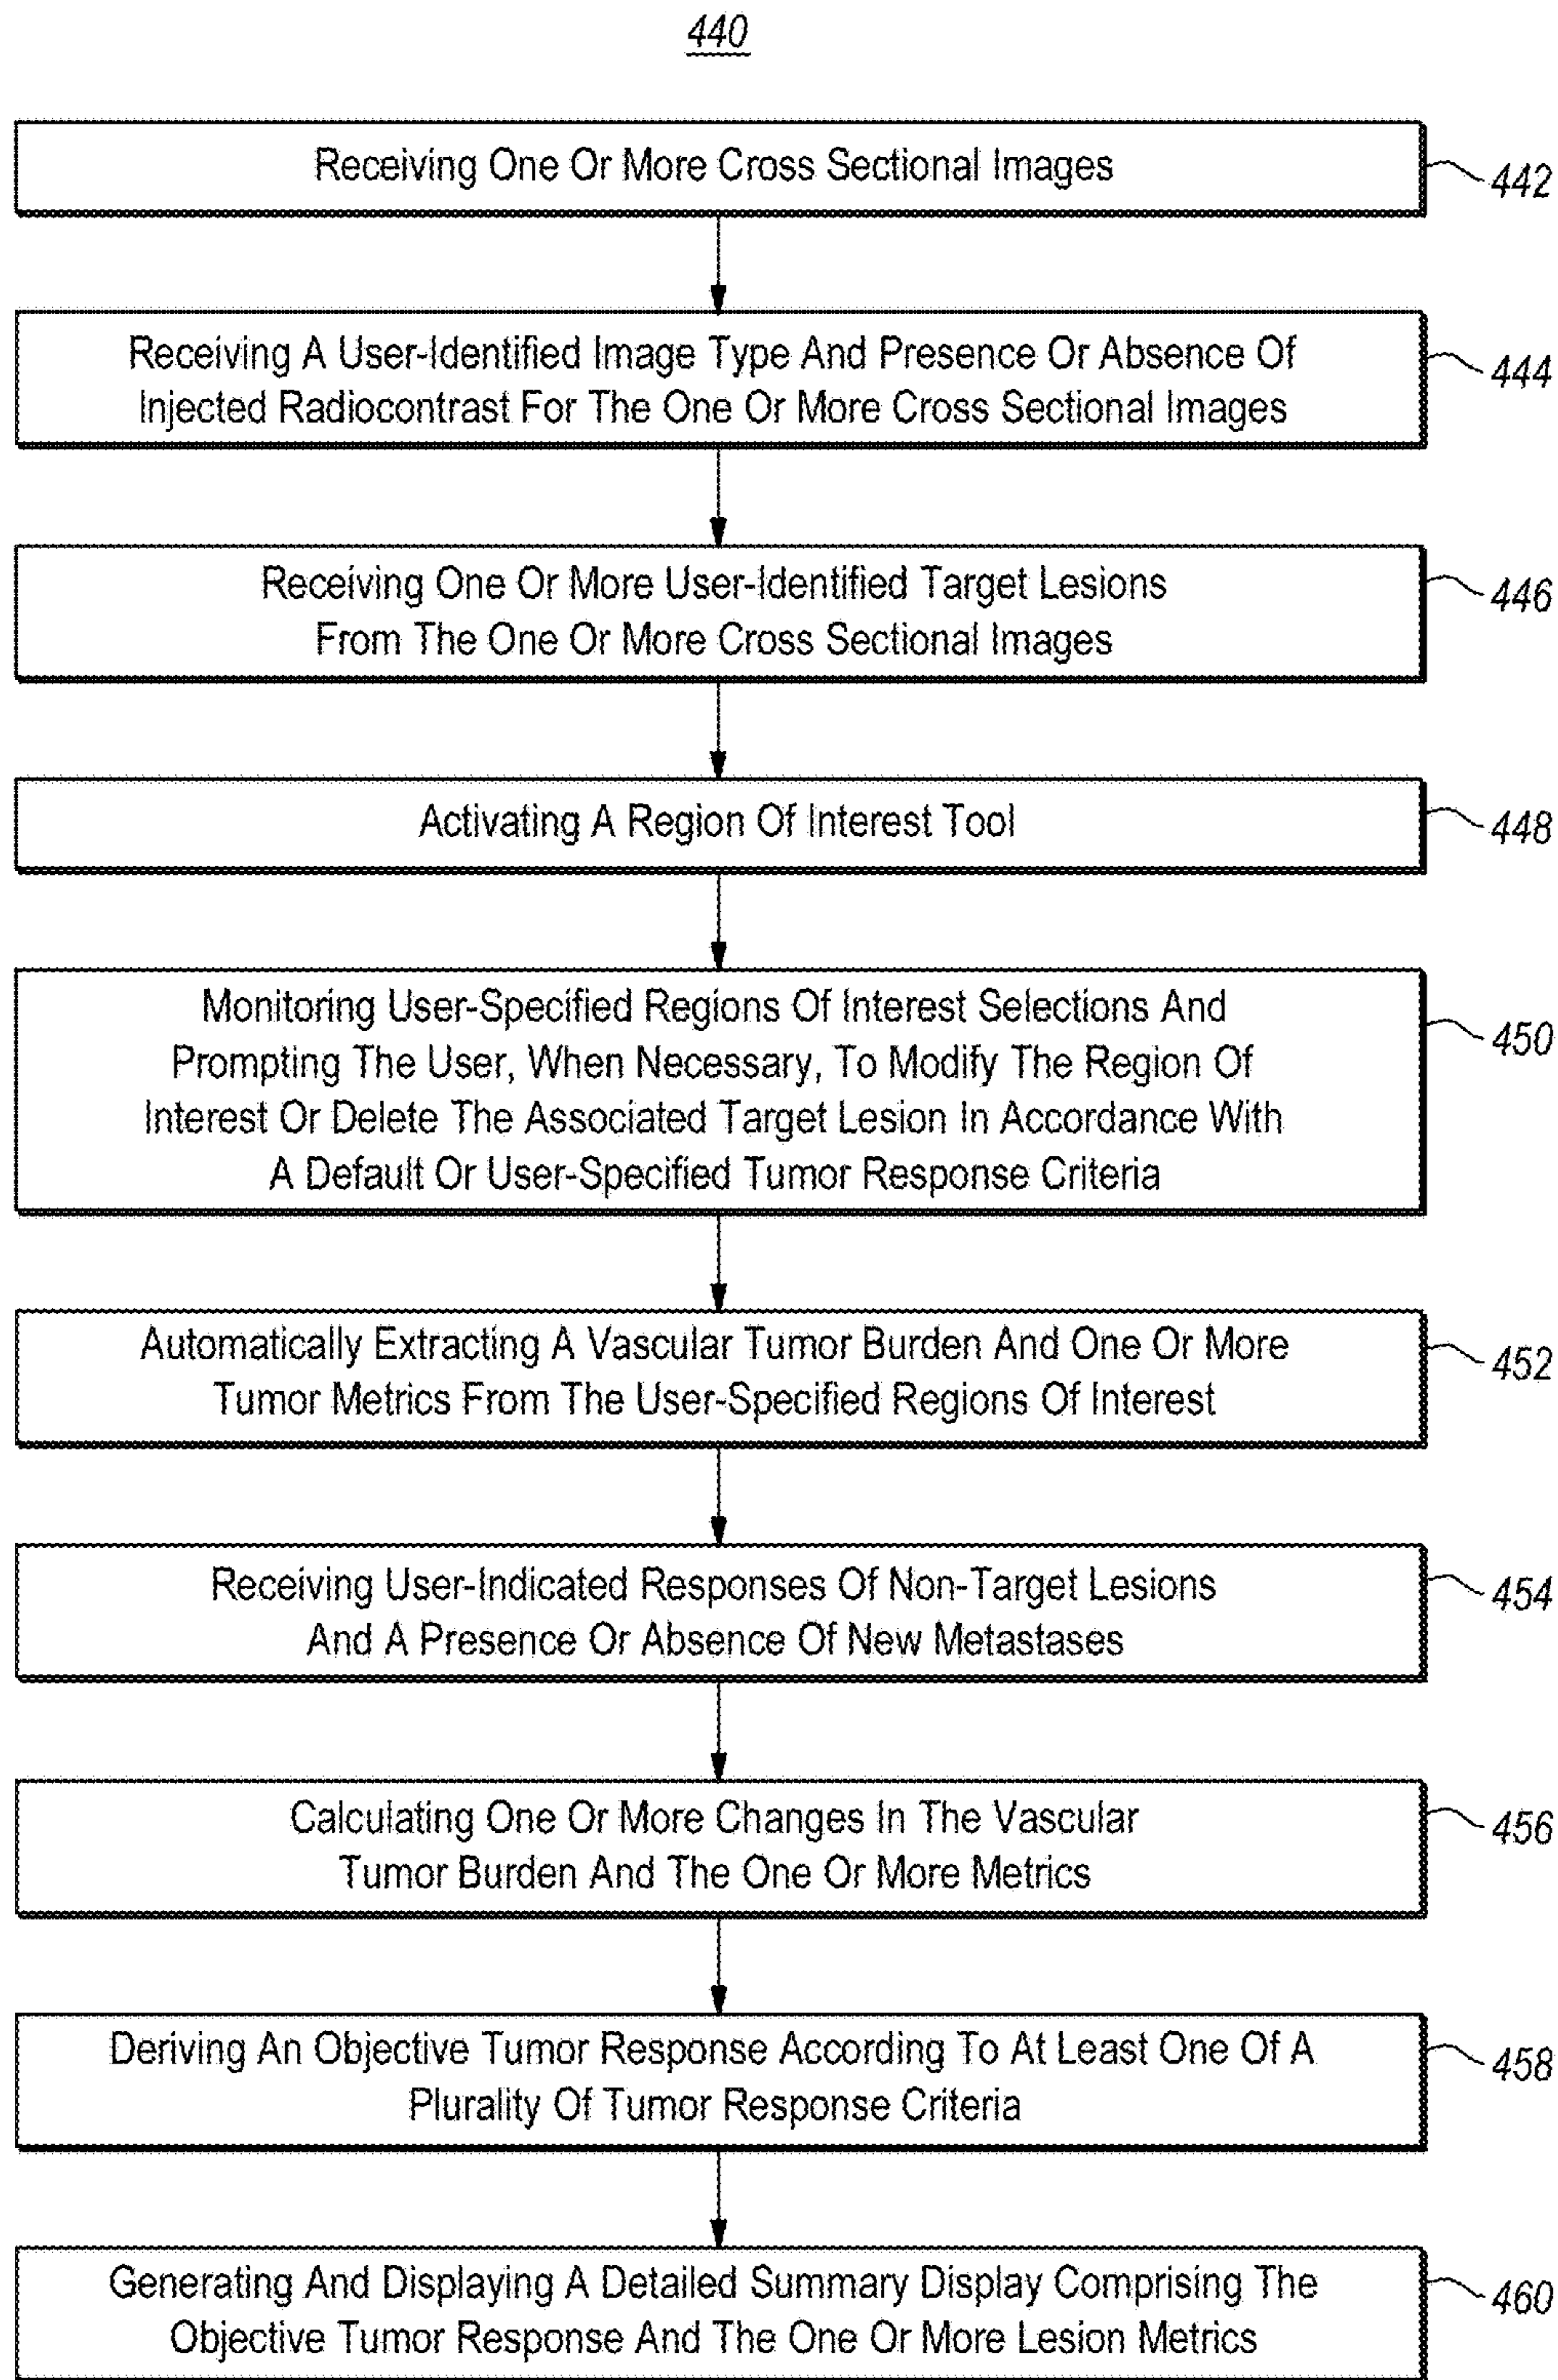 440
Receiving One Or More Cross Sectional Images
442
Receiving A User-Identified Image Type And Presence Or Absence Of
Injected Radiocontrast For The One Or More Cross Sectional Images
444
Receiving One Or More User-Identified Target Lesions
From The One Or More Cross Sectional Images
446
Activating A Region Of Interest Tool
448
Monitoring User-Specified Regions Of Interest Selections And
Prompting The User, When Necessary, To Modify The Region Of
Interest Or Delete The Associated Target Lesion In Accordance With
A Default Or User-Specified Tumor Response Criteria
450
Automatically Extracting A Vascular Tumor Burden And One Or More
Tumor Metrics From The User-Specified Regions Of Interest
452
Receiving User-Indicated Responses Of Non-Target Lesions
And A Presence Or Absence Of New Metastases
454
Calculating One Or More Changes In The Vascular
Tumor Burden And The One Or More Metrics
456
Deriving An Objective Tumor Response According To At Least One Of A
Plurality Of Tumor Response Criteria
458
Generating And Displaying A Detailed Summary Display Comprising The
Objective Tumor Response And The One Or More Lesion Metrics
460